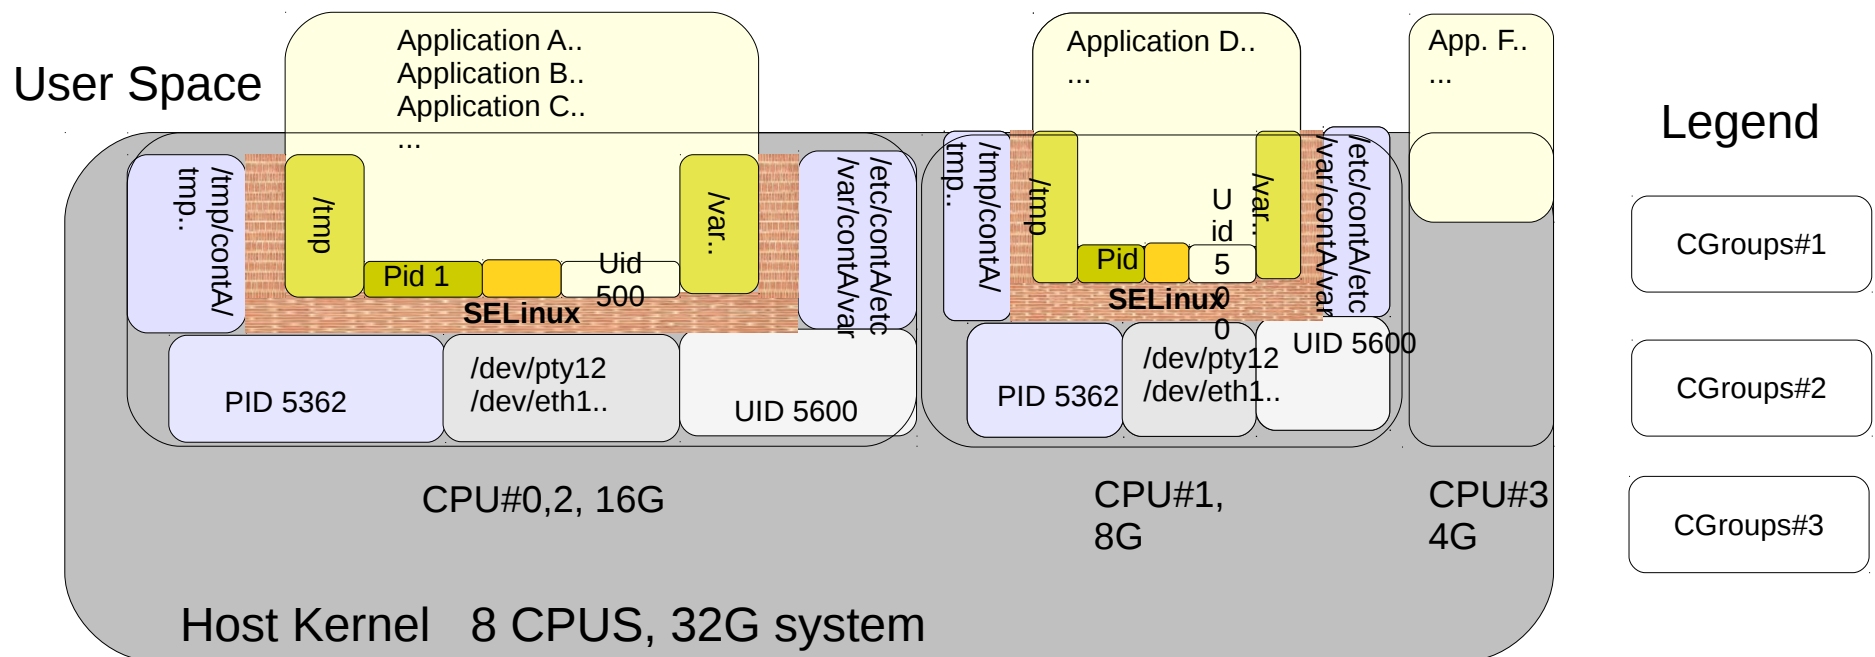 User Space
Application A..
Application B..
Application C..
...
/tmp/contA/
tmp..
/tmp
Pid 1
Uid
500
/var..
/etc/contA/etc
/var/contA/var
SELinux
PID 5362
/dev/pty12
/dev/eth1..
UID 5600
CPU#0,2, 16G
Application D..
...
/tmp/contA/
tmp..
/tmp
Pid
U
id
5
0
0
/var..
/etc/contA/etc
/var/contA/var
SELinux
PID 5362
/dev/pty12
/dev/eth1..
UID 5600
CPU#1,
8G
App. F..
...
CPU#3
4G
Host Kernel 8 CPUS, 32G system
Legend
CGroups#1
CGroups#2
CGroups#3